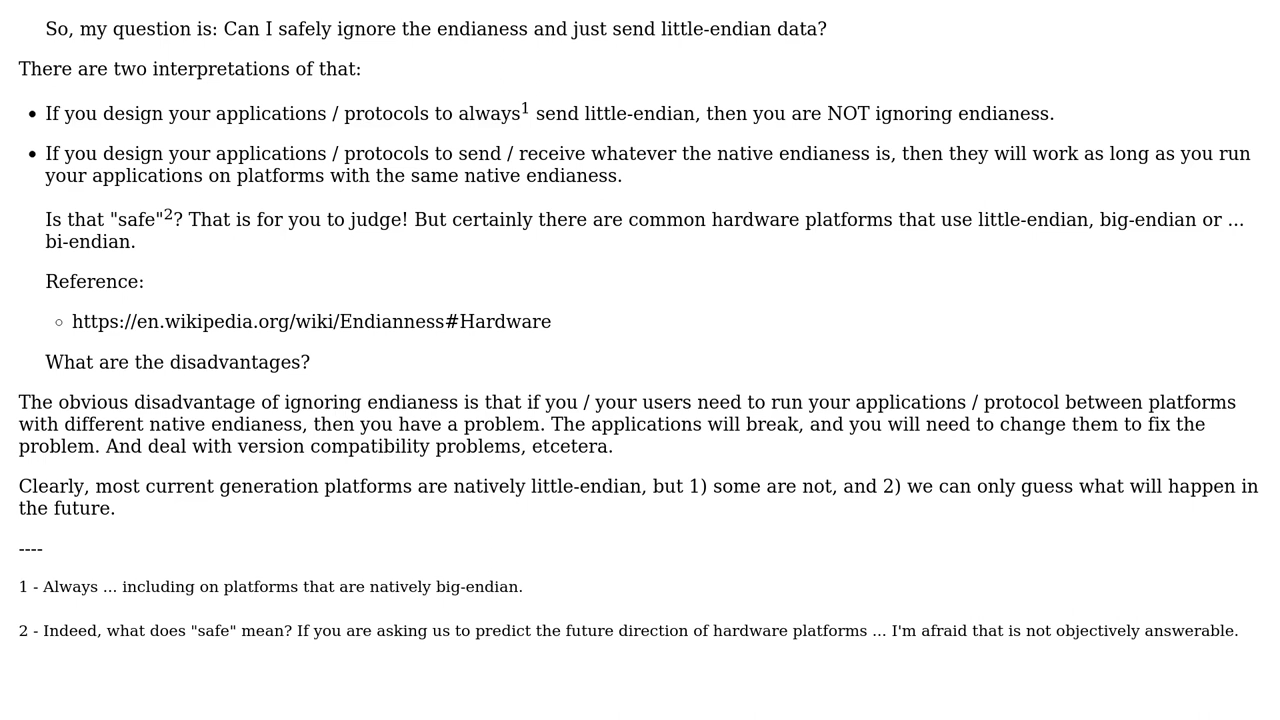 So, my question is: Can I safely ignore the endianess and just send little-endian data?
There are two interpretations of that:
• If you design your applications / protocols to always1 send little-endian, then you are NOT ignoring endianess.
• If you design your applications / protocols to send / receive whatever the native endianess is, then they will work as long as you run
your applications on platforms with the same native endianess.
Is that "safe"2? That is for you to judge! But certainly there are common hardware platforms that use little-endian, big-endian or ...
bi-endian.
Reference:
◦ https://en.wikipedia.org/wiki/Endianness#Hardware
What are the disadvantages?
The obvious disadvantage of ignoring endianess is that if you / your users need to run your applications / protocol between platforms
with different native endianess, then you have a problem. The applications will break, and you will need to change them to fix the
problem. And deal with version compatibility problems, etcetera.
Clearly, most current generation platforms are natively little-endian, but 1) some are not, and 2) we can only guess what will happen in
the future.
----
1 - Always ... including on platforms that are natively big-endian.
2 - Indeed, what does "safe" mean? If you are asking us to predict the future direction of hardware platforms ... I'm afraid that is not objectively answerable.